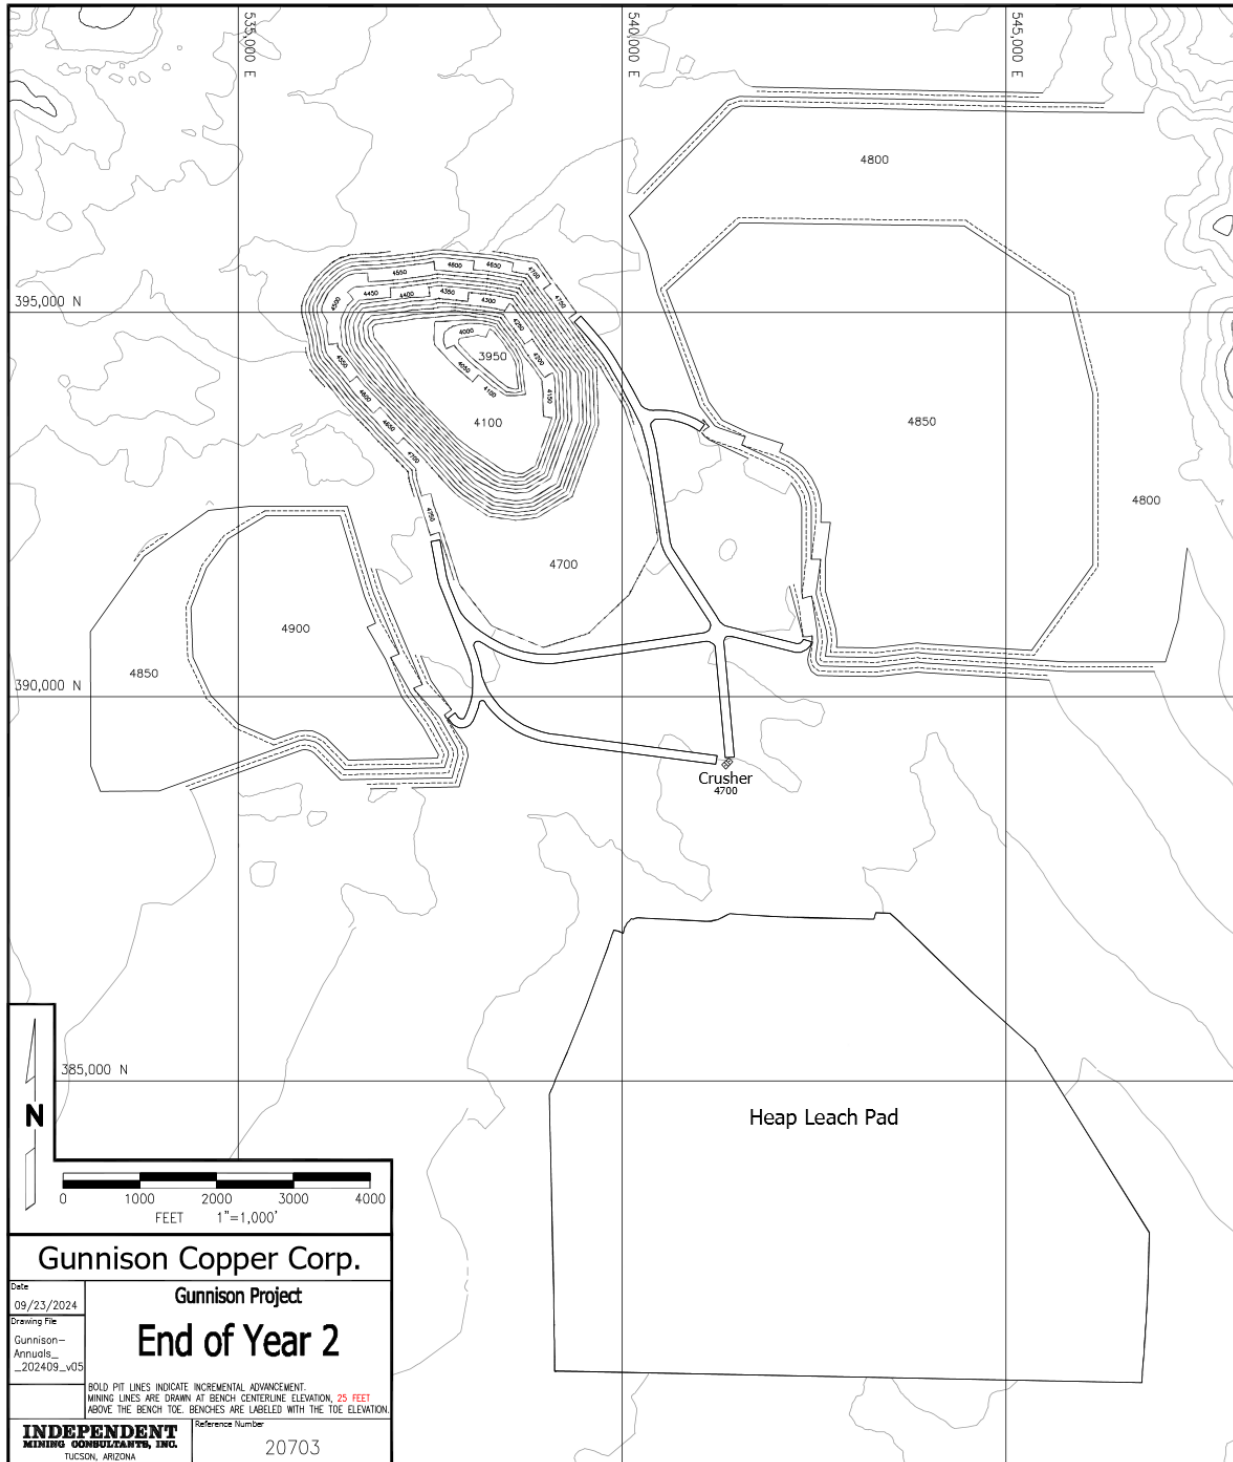 535,000 E
540,000 E
545,000 E
4800
4550
4600
4650
4700
4750
4500
4450
4400
4350
4300
395,000 N
4250
4000
3950
4200
4050
4100
4150
4550
4600
4650
4700
4100
4850
4800
4750
4700
4900
4850
390,000 N
Crusher
4700
385,000 N
N
Heap Leach Pad
0 1000 2000 3000 4000
FEET 1"=1,000'
Gunnison Copper Corp.
Date
09/23/2024
Gunnison Project
End of Year 2
Drawing File
Gunnison-
Annuals_
_202409_v05
BOLD PIT LINES INDICATE INCREMENTAL ADVANCEMENT.
MINING LINES ARE DRAWN AT BENCH CENTERLINE ELEVATION, 25 FEET
ABOVE THE BENCH TOE. BENCHES ARE LABELED WITH THE TOE ELEVATION.
INDEPENDENT
MINING CONSULTANTS, INC.
TUCSON, ARIZONA
Reference Number
20703